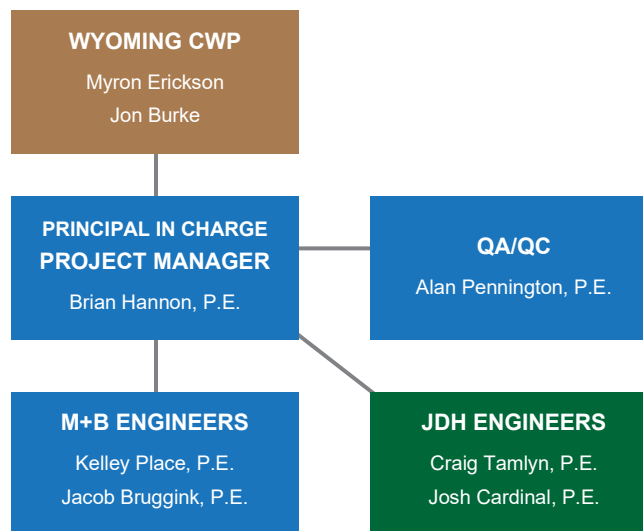 WYOMING CWP
Myron Erickson
Jon Burke
PRINCIPAL IN CHARGE
PROJECT MANAGER
Brian Hannon, P.E.
QA/QC
Alan Pennington, P.E.
M+B ENGINEERS
Kelley Place, P.E.
Jacob Bruggink, P.E.
JDH ENGINEERS
Craig Tamlyn, P.E.
Josh Cardinal, P.E.